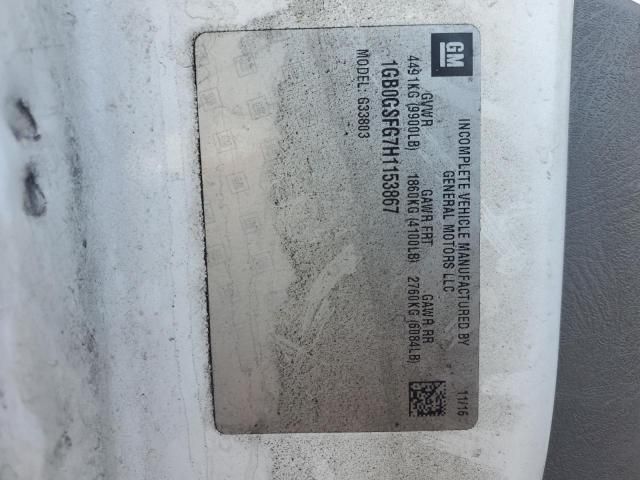 GM
INCOMPLETE VEHICLE MANUFACTURED BY
GENERAL MOTORS LLC
11/16
GVWR GAWR FRT GAWR RR
4491KG (9900LB) 1860KG (4100LB) 2760KG (6084LB)
1GB0GSFG7H1153867
MODEL: G33803